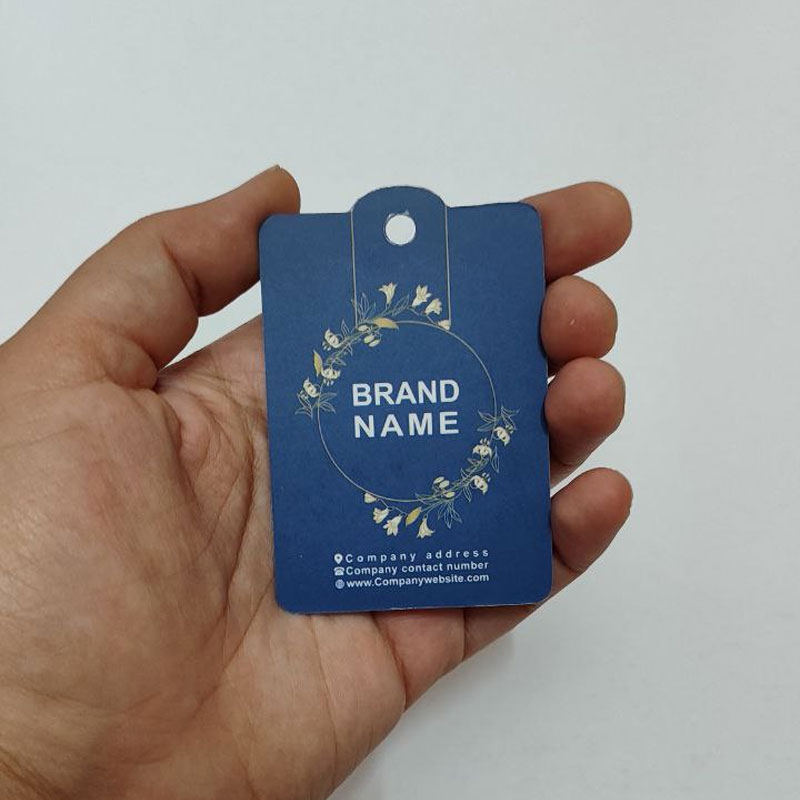 BRAND
NAME
Company address
Company contact number
www.Companywebsite.com